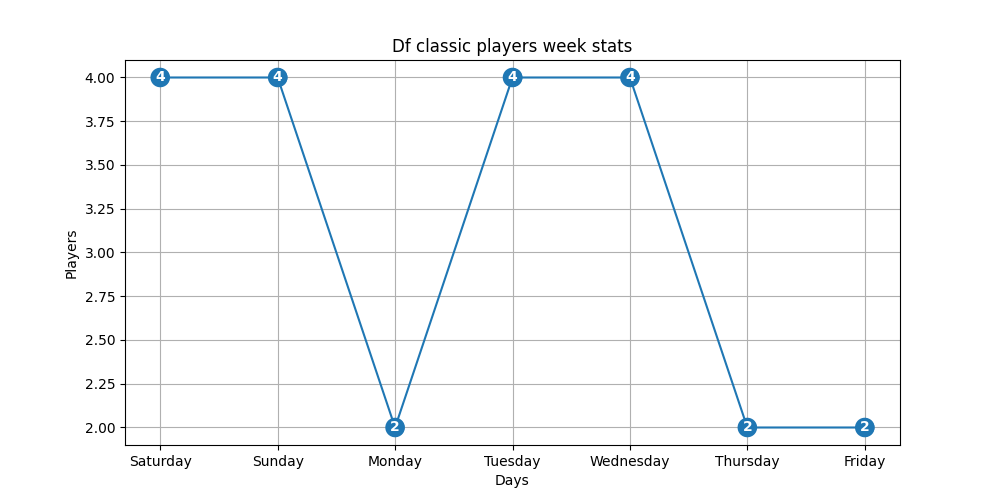 Df classic players week stats
4.00
3.75
3.50
3.25
3.00
2.75
2.50
2.25
2.00
Players
4 4 4 4
2 2 2
Saturday Sunday Monday Tuesday Wednesday Thursday Friday
Days